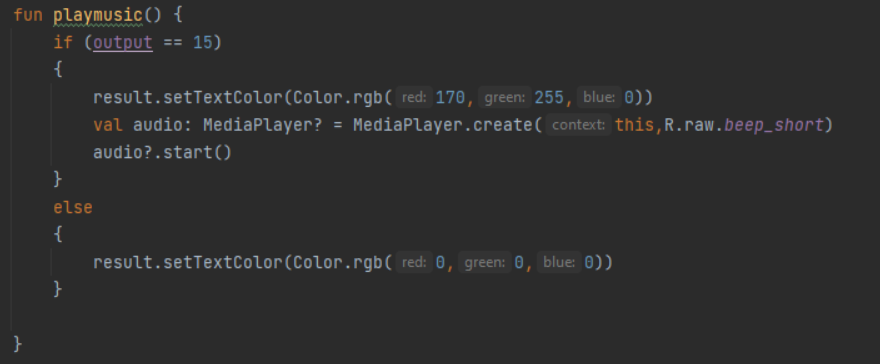 fun playmusic() {
if (output == 15)
{
result.setTextColor(Color.rgb( red: 170, green: 255, blue: 0))
val audio: MediaPlayer? = MediaPlayer.create( context: this,R.raw.beep_short)
audio?.start()
}
else
{
result.setTextColor(Color.rgb( red: 0, green: 0, blue: 0))
}
}